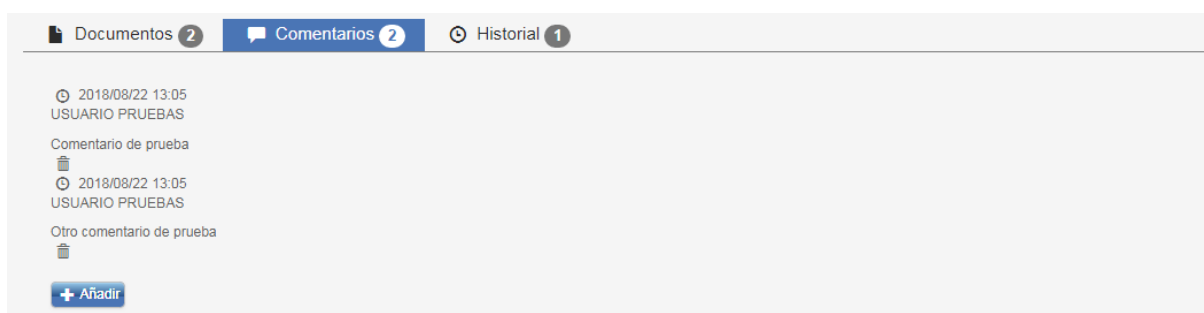 Documentos 2 Comentarios 2 Historial 1
2018/08/22 13:05
USUARIO PRUEBAS
Comentario de prueba
2018/08/22 13:05
USUARIO PRUEBAS
Otro comentario de prueba
Añadir